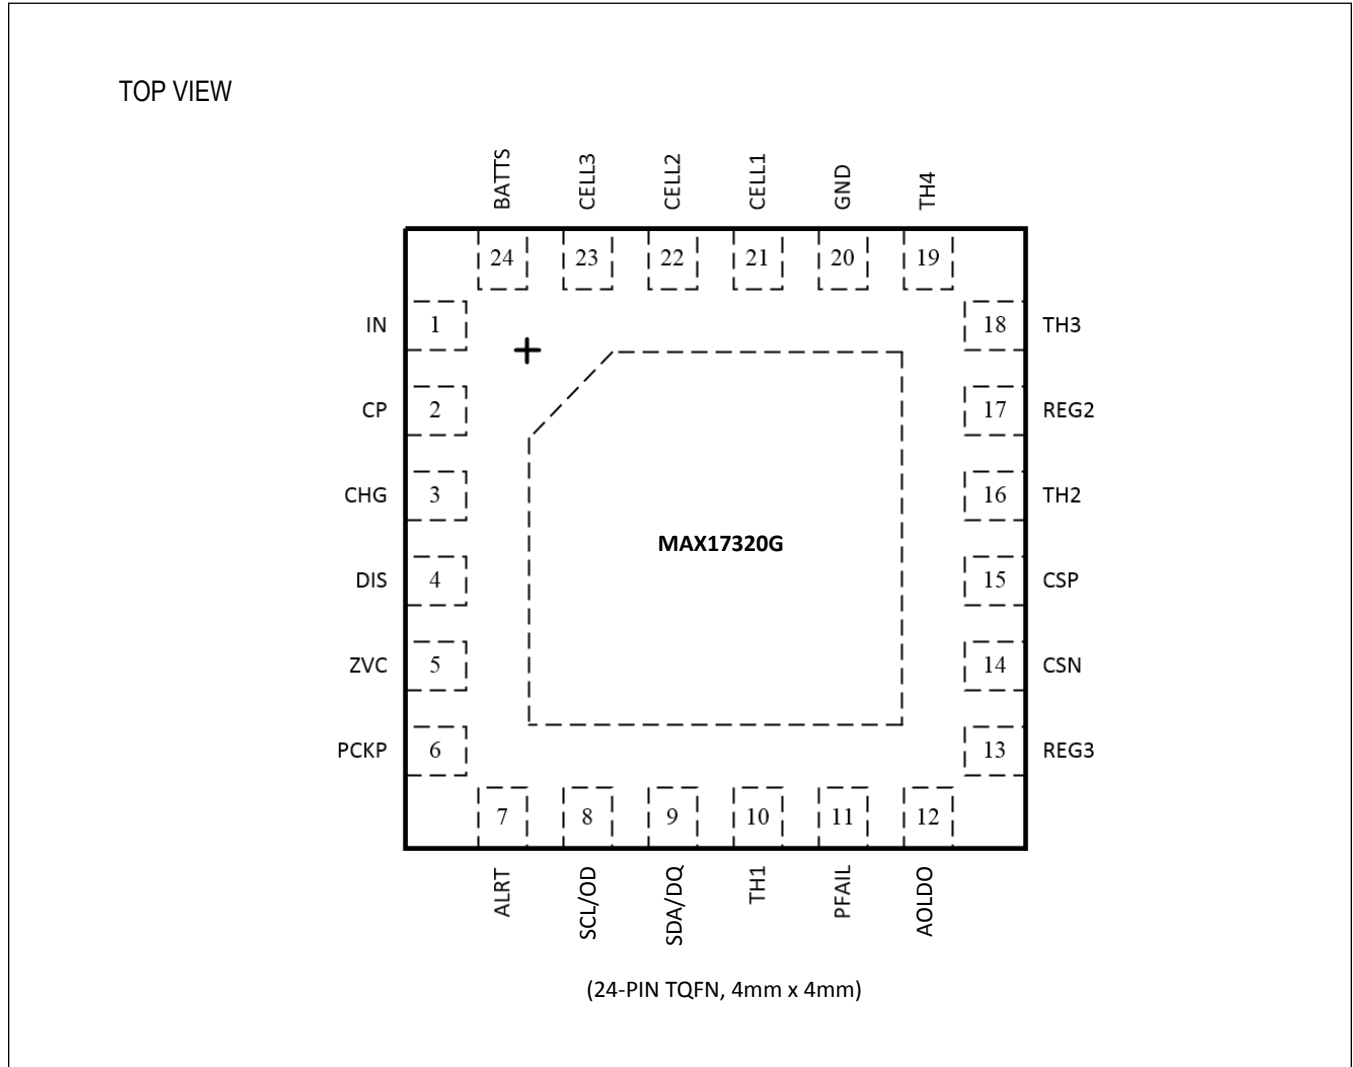 TOP VIEW
BATTS
CELL3
CELL2
CELL1
GND
TH4
24
23
22
21
20
19
IN 1
18 TH3
CP 2
17 REG2
CHG 3
16 TH2
MAX17320G
DIS 4
15 CSP
ZVC 5
14 CSN
PCKP 6
13 REG3
7
8
9
10
11
12
ALRT
SCL/OD
SDA/DQ
TH1
PFAIL
AOLDO
(24-PIN TQFN, 4mm x 4mm)